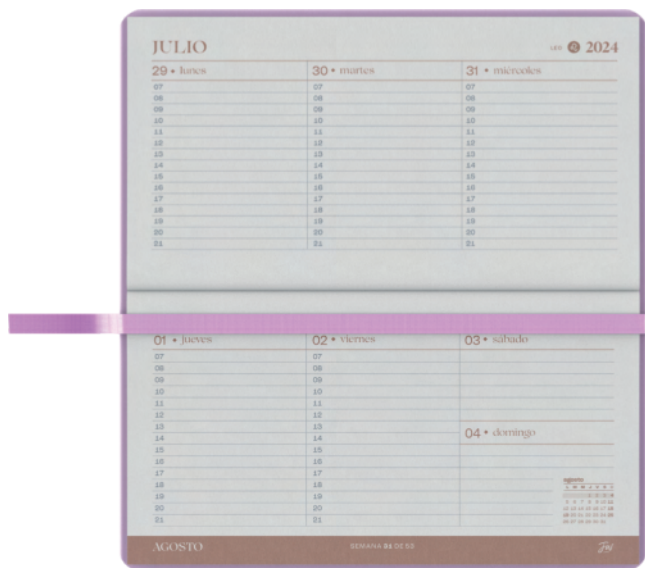 JULIO
2024
29 • lunes
30 • martes
31 • miércoles
07 07 07
08 08 08
09 09 09
10 10 10
11 11 11
12 12 12
13 13 13
14 14 14
15 15 15
16 16 16
17 17 17
18 18 18
19 19 19
20 20 20
21 21 21
01 • jueves
02 • viernes
03 • sábado
07 07
08 08
09 09
10 10
11 11
12 12
13 13
14 14
04 • domingo
15 15
16 16
17 17
18 18
19 19
20 20
21 21
agosto
AGOSTO
SEMANA 31 DE 50